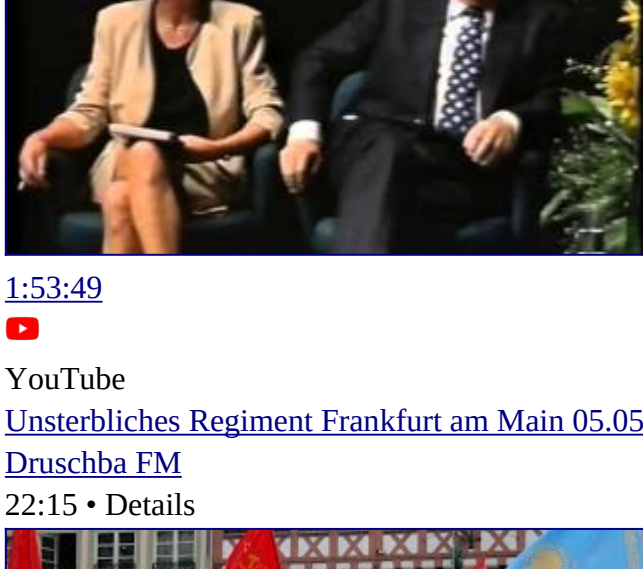 1:53:49
YouTube
Unsterbliches Regiment Frankfurt am Main 05.05
Druschba FM
22:15 • Details